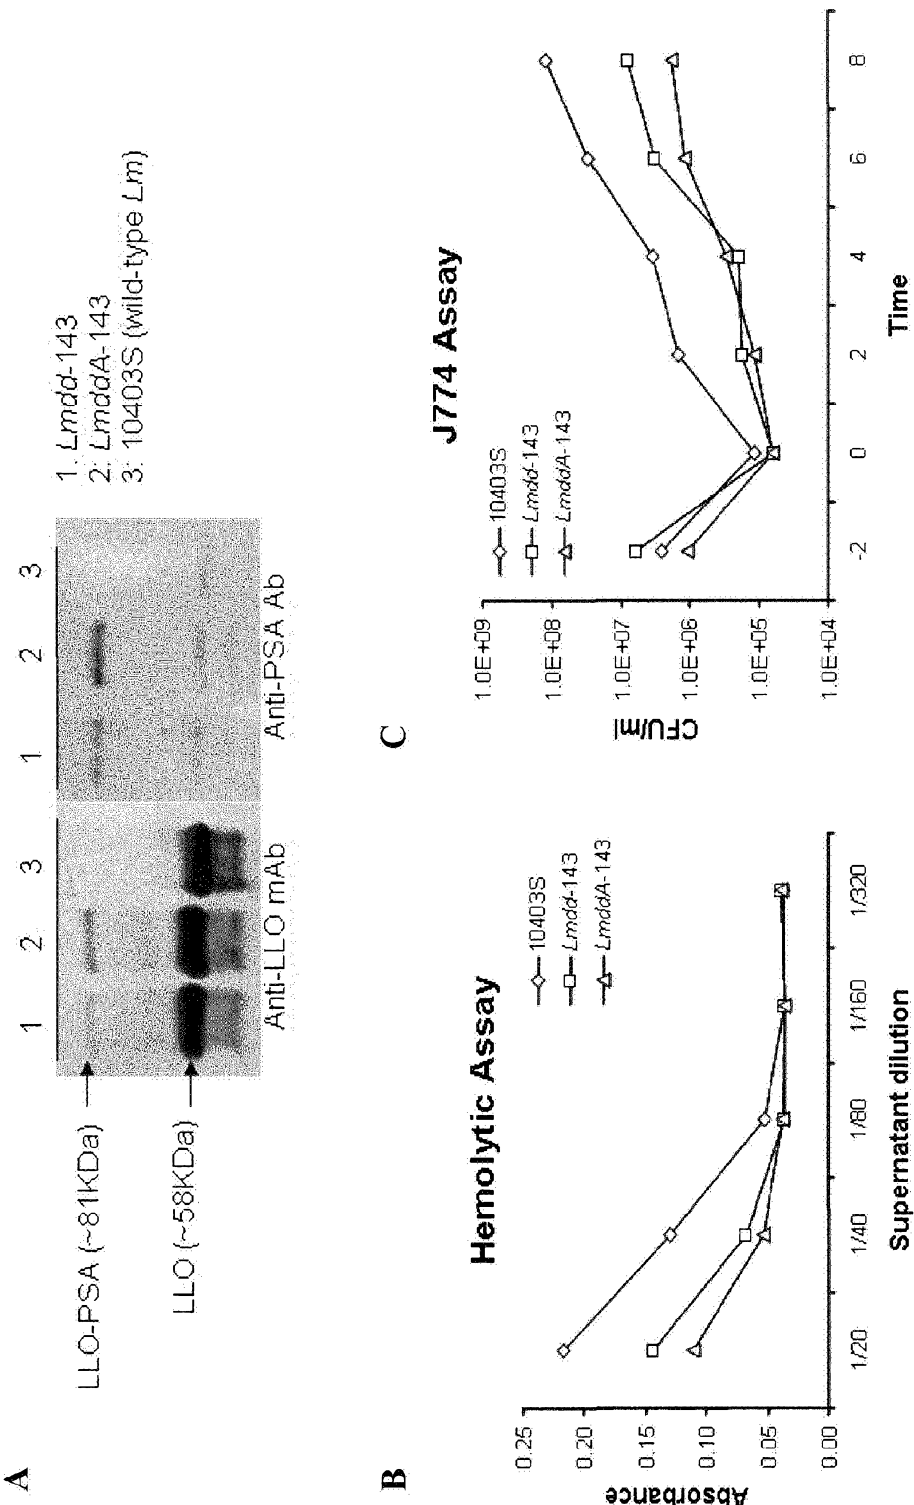 A
LLO-PSA (~81KDa)
LLO (~58KDa)
1 2 3 1 2 3
Anti-LLO mAb
Anti-PSA Ab
1. Lmdd-143
2: LmddA-143
3: 10403S (wild-type Lm)
B
Hemolytic Assay
10403S
Lmdd-143
LmddA-143
Absorbance
0.25
0.20
0.15
0.10
0.05
0.00
1/20
1/40
1/80
1/160
1/320
Supernatant dilution
C
J774 Assay
10403S
Lmdd-143
LmddA-143
CFU/ml
1.0E+09
1.0E+07
1.0E+06
1.0E+05
1.0E+04
-2
0
2
4
6
8
Time